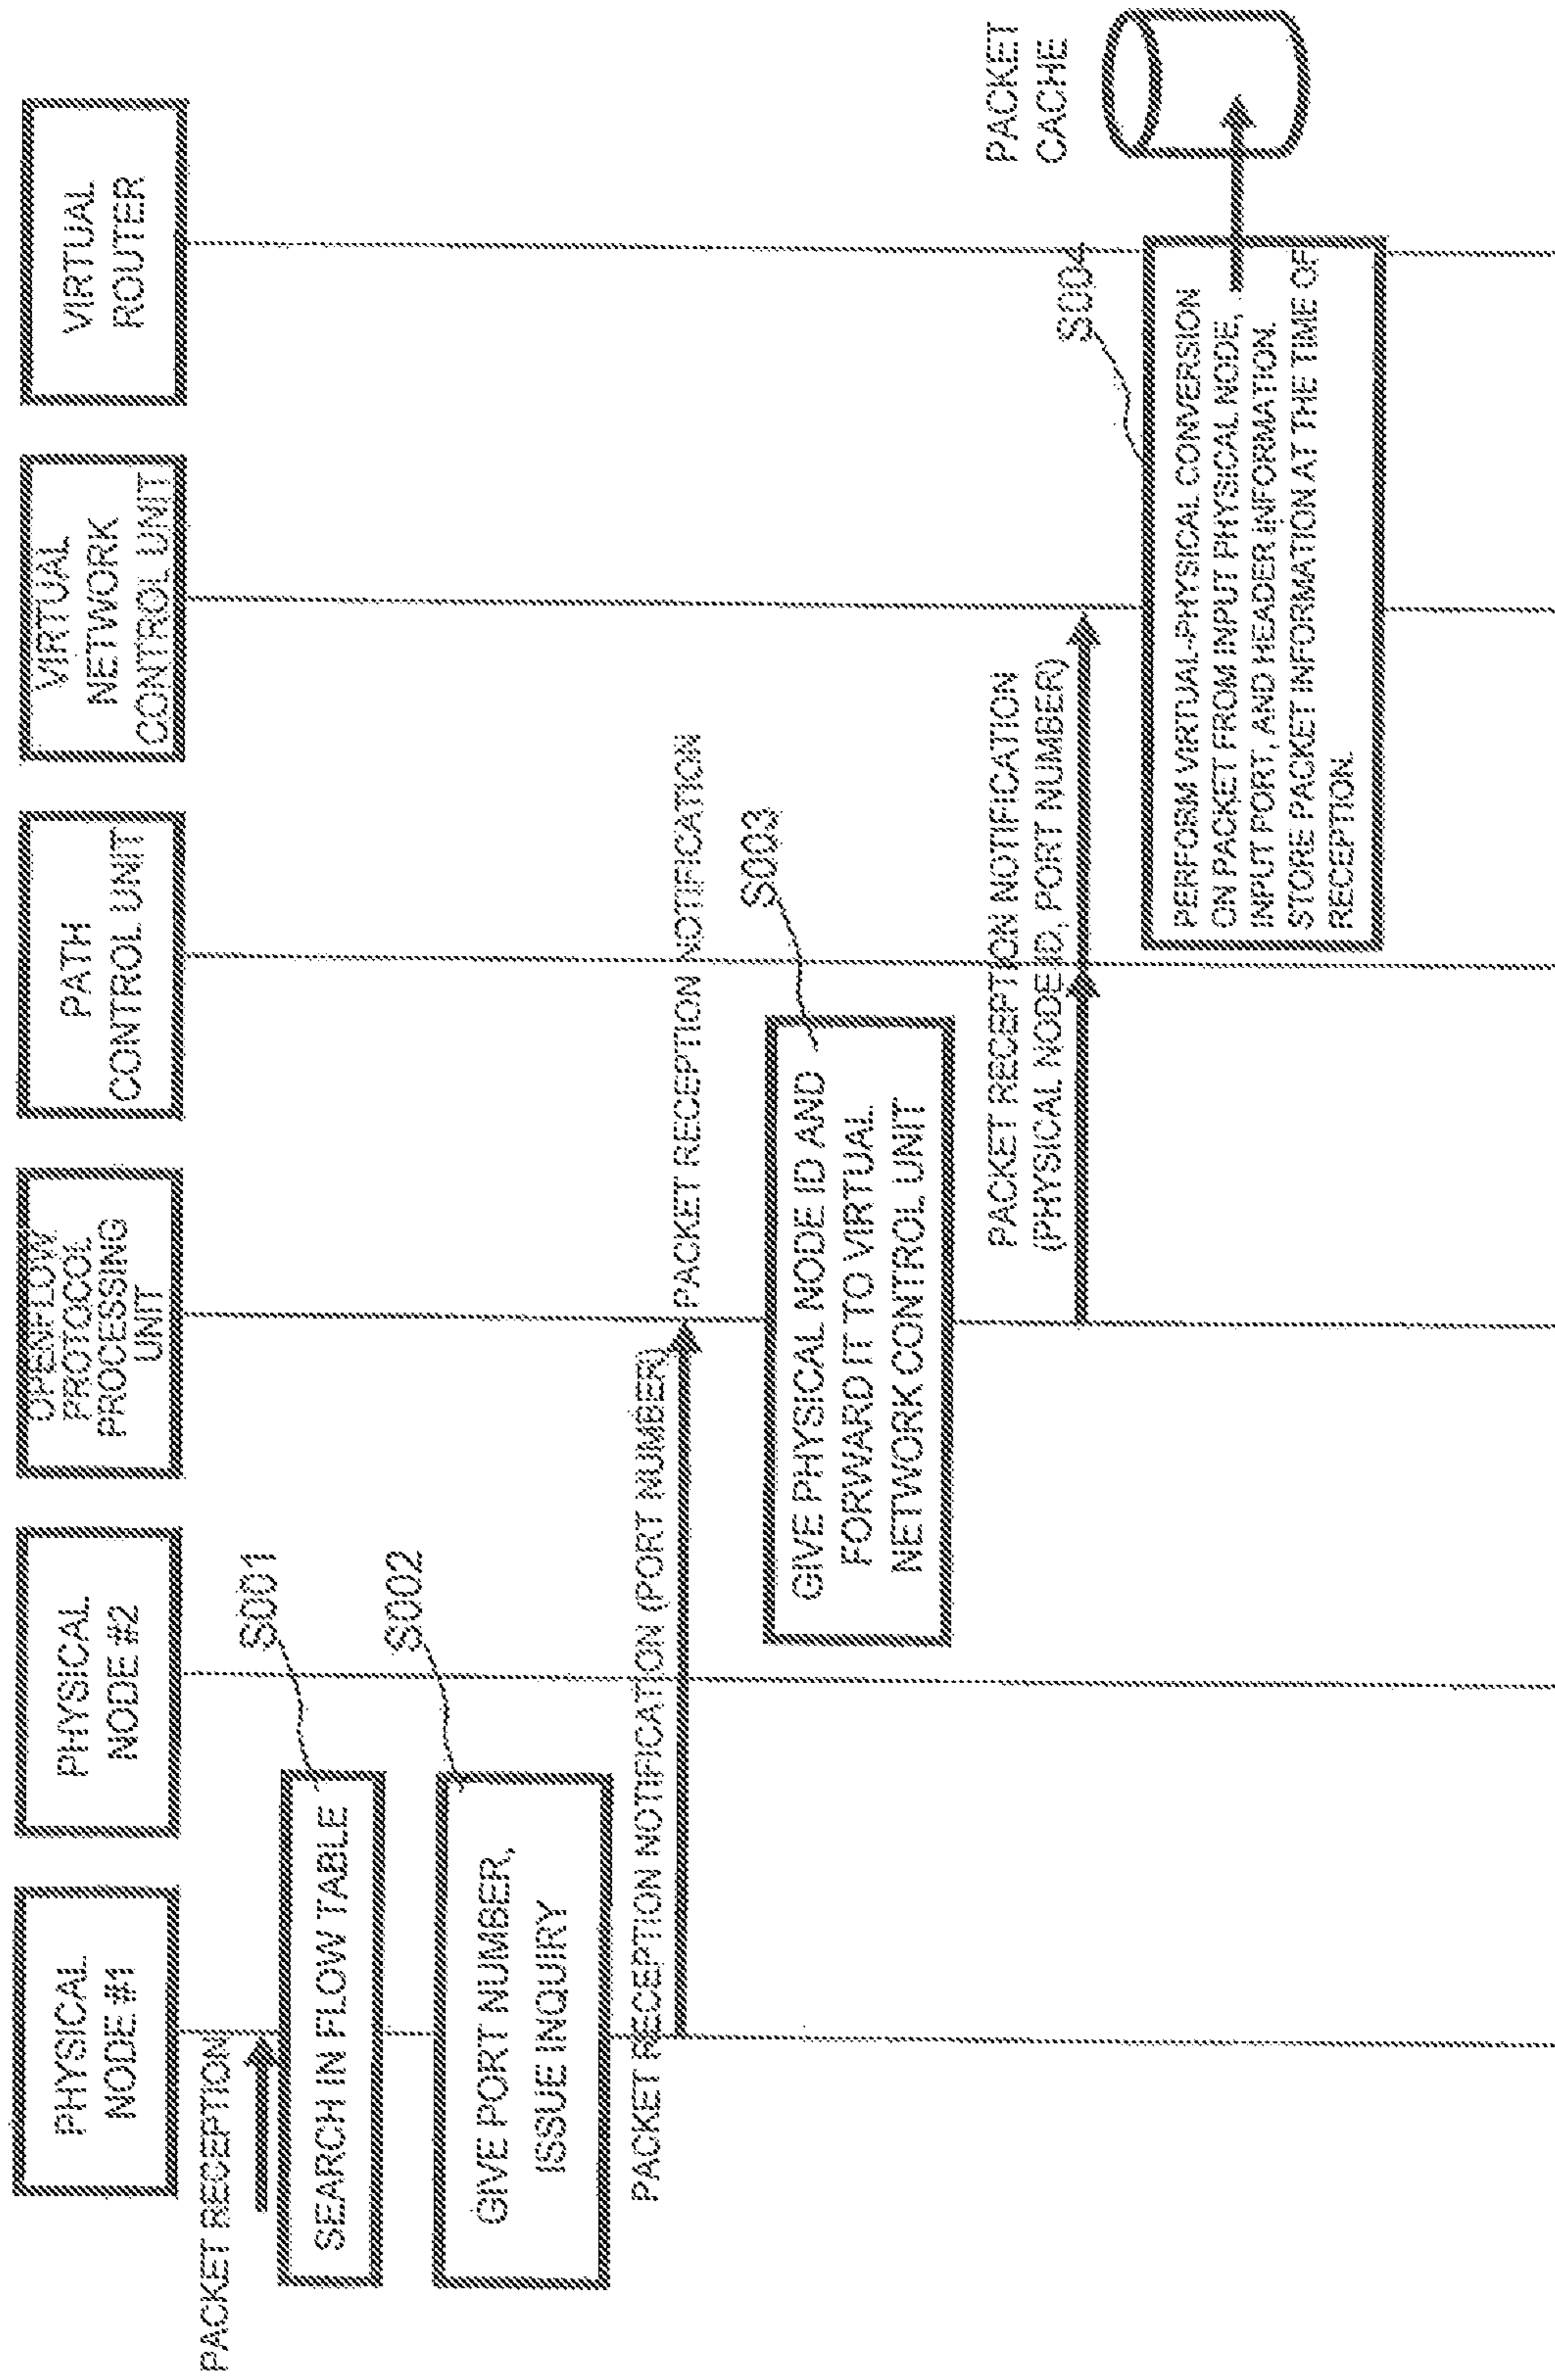 PHYSICAL
NODE #1
PHYSICAL
NODE #2
OPENFLOW
PROTOCOL
PROCESSING
UNIT
PATH
CONTROL UNIT
VIRTUAL
NETWORK
CONTROL UNIT
VIRTUAL
ROUTER
PACKET RECEPTION
S001
SEARCH IN FLOW TABLE
S002
GIVE PORT NUMBER,
ISSUE INQUIRY
PACKET RECEPTION NOTIFICATION (PORT NUMBER)
PACKET RECEPTION NOTIFICATION
S003
GIVE PHYSICAL NODE ID AND
FORWARD IT TO VIRTUAL
NETWORK CONTROL UNIT
PACKET RECEPTION NOTIFICATION
(PHYSICAL NODE ID, PORT NUMBER)
PACKET
CACHE
S004
PERFORM VIRTUAL-PHYSICAL CONVERSION
ON PACKET FROM INPUT PHYSICAL NODE,
INPUT PORT, AND HEADER INFORMATION.
STORE PACKET INFORMATION AT THE TIME OF
RECEPTION.